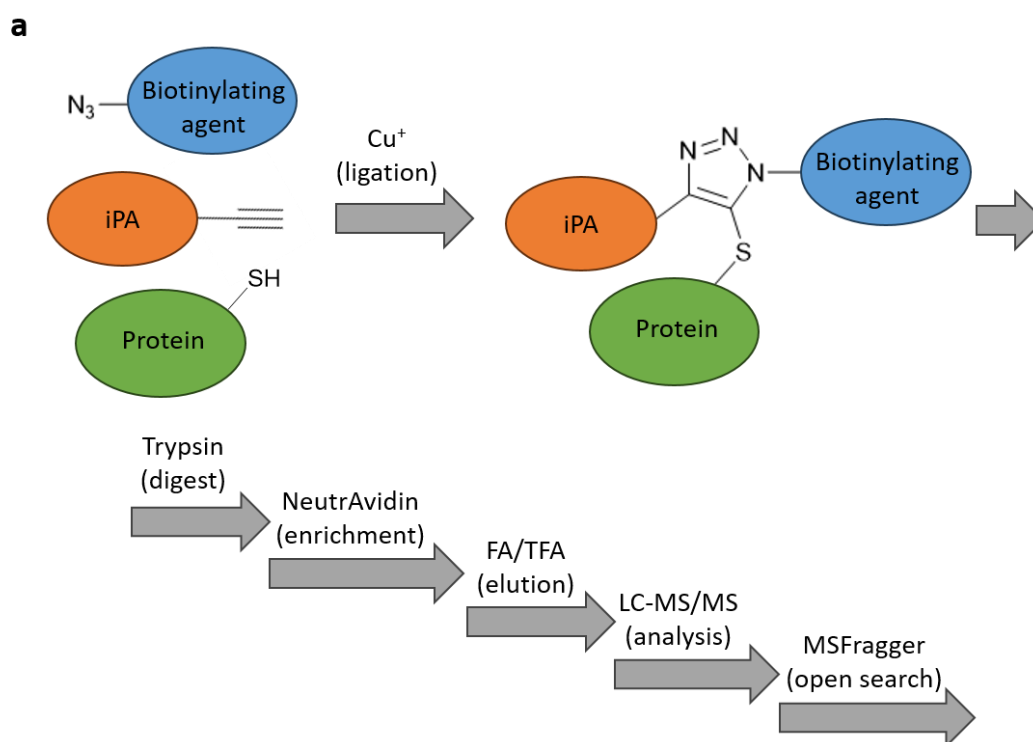 a
N₃
Biotinylating
agent
iPA
SH
Protein
Cu⁺
(ligation)
N
N
N
iPA
S
Protein
Biotinylating
agent
Trypsin
(digest)
NeutrAvidin
(enrichment)
FA/TFA
(elution)
LC-MS/MS
(analysis)
MSFragger
(open search)